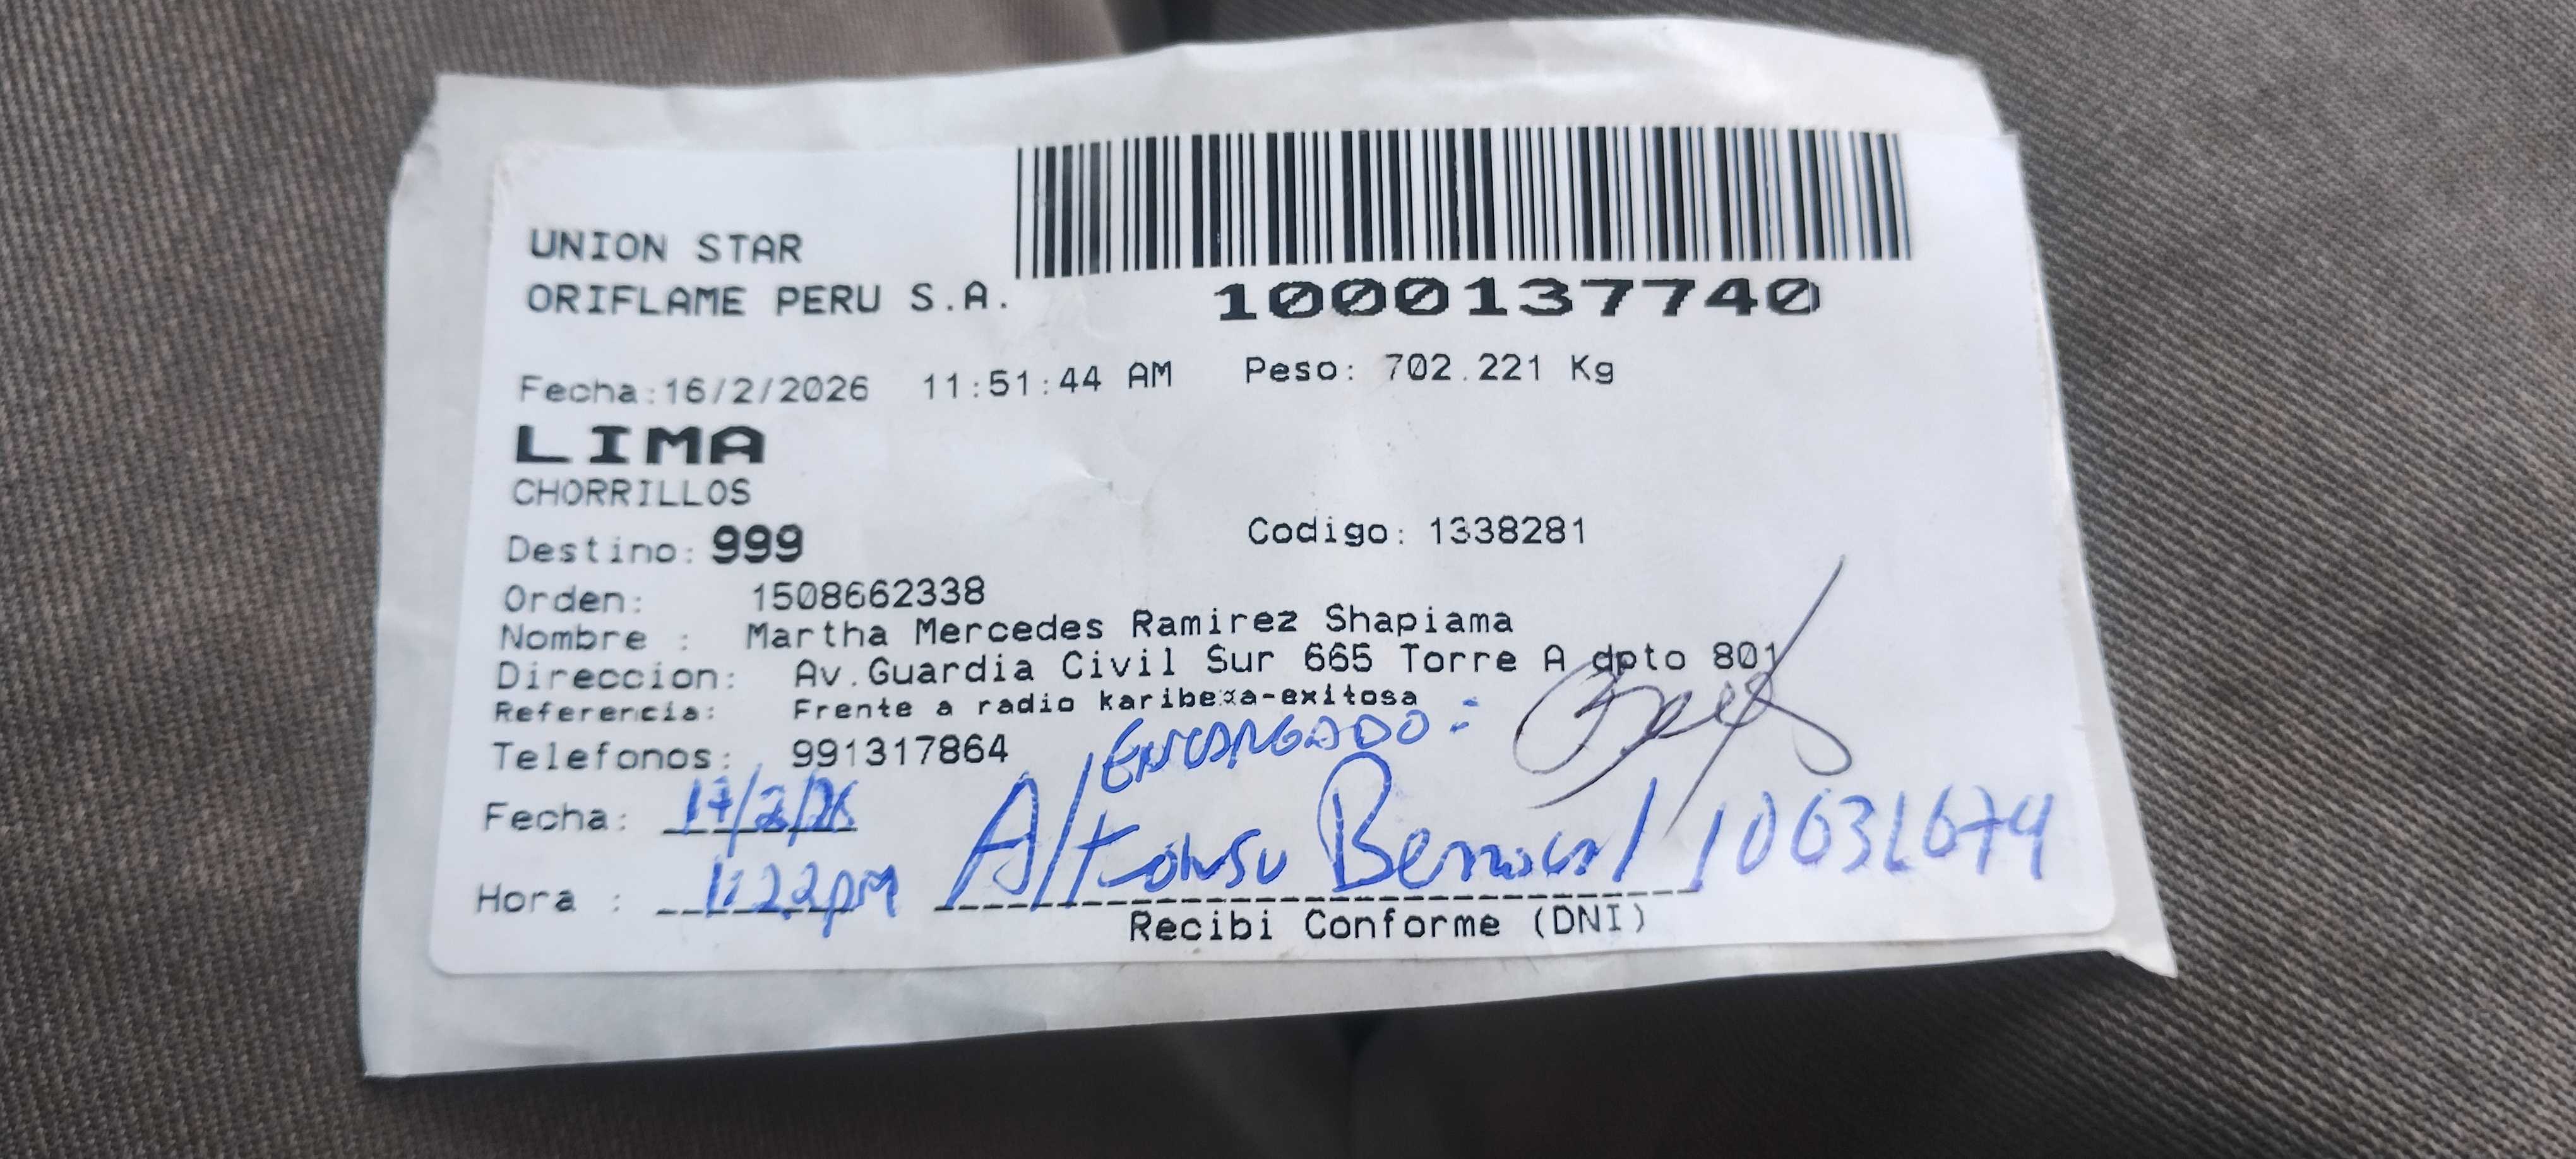 UNION STAR
ORIFLAME PERU S.A.
1000137740
Fecha:16/2/2026 11:51:44 AM Peso: 702.221 Kg
LIMA
CHORRILLOS
Destino: 999 Codigo: 1338281
Orden: 1508662338
Nombre : Martha Mercedes Ramirez Shapiama
Direccion: Av.Guardia Civil Sur 665 Torre A dpto 801
Referencia: Frente a radio karibeña-exitosa
Telefonos: 991317864 ENCARGADO:
Fecha: 17/2/26
Hora : 1:22pm Alfonso
Recibi Conforme (DNI)